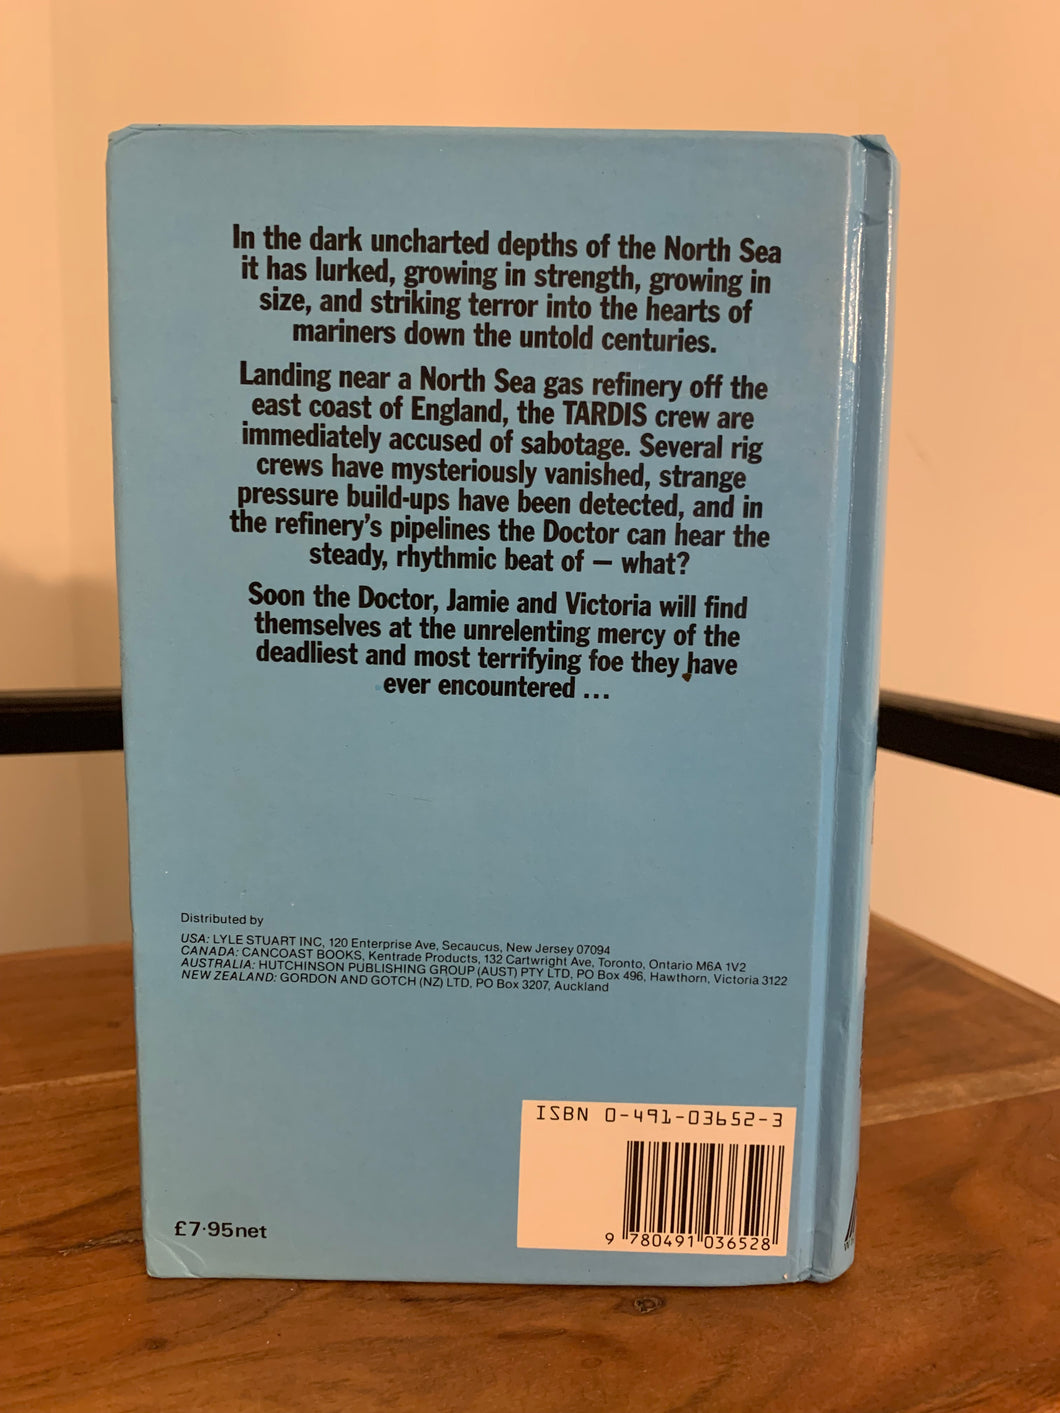 In the dark uncharted depths of the North Sea
it has lurked, growing in strength, growing in
size, and striking terror into the hearts of
mariners down the untold centuries.
Landing near a North Sea gas refinery off the
east coast of England, the TARDIS crew are
immediately accused of sabotage. Several rig
crews have mysteriously vanished, strange
pressure build-ups have been detected, and in
the refinery's pipelines the Doctor can hear the
steady, rhythmic beat of — what?
Soon the Doctor, Jamie and Victoria will find
themselves at the unrelenting mercy of the
deadliest and most terrifying foe they have
ever encountered ...
Distributed by
USA: LYLE STUART INC, 120 Enterprise Ave, Secaucus, New Jersey 07094
CANADA: CANCOAST BOOKS, Kentrade Products, 132 Cartwright Ave, Toronto, Ontario M6A 1V2
AUSTRALIA: HUTCHINSON PUBLISHING GROUP (AUST) PTY LTD, PO Box 496, Hawthorn, Victoria 3122
NEW ZEALAND: GORDON AND GOTCH (NZ) LTD, PO Box 3207, Auckland
ISBN 0-491-03652-3
9 780491 036528
£7·95net